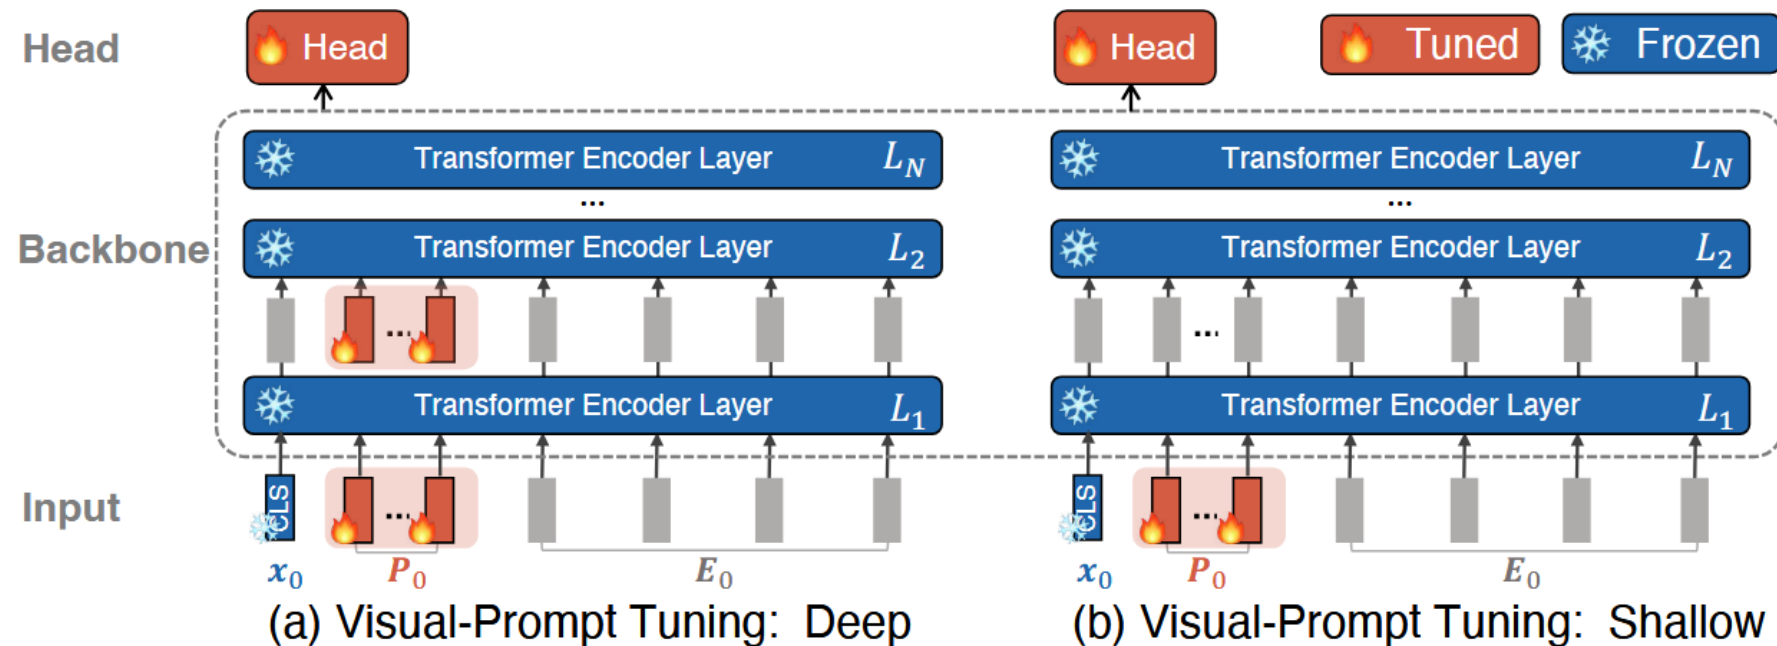 Head
Head
Head
Tuned
Frozen
Transformer Encoder Layer L_N
Transformer Encoder Layer L_N
...
...
Backbone
Transformer Encoder Layer L_2
Transformer Encoder Layer L_2
...
...
Transformer Encoder Layer L_1
Transformer Encoder Layer L_1
Input
CLS
...
CLS
...
x_0
P_0
E_0
x_0
P_0
E_0
(a) Visual-Prompt Tuning: Deep
(b) Visual-Prompt Tuning: Shallow